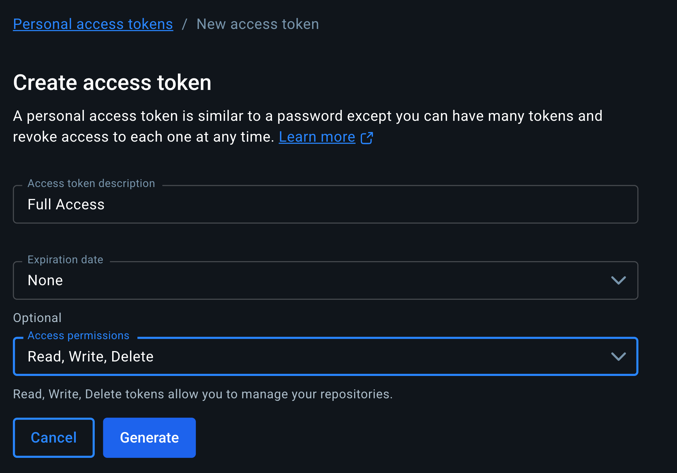 Personal access tokens / New access token
Create access token
A personal access token is similar to a password except you can have many tokens and
revoke access to each one at any time. Learn more
Access token description
Full Access
Expiration date
None
Optional
Access permissions
Read, Write, Delete
Read, Write, Delete tokens allow you to manage your repositories.
Cancel Generate